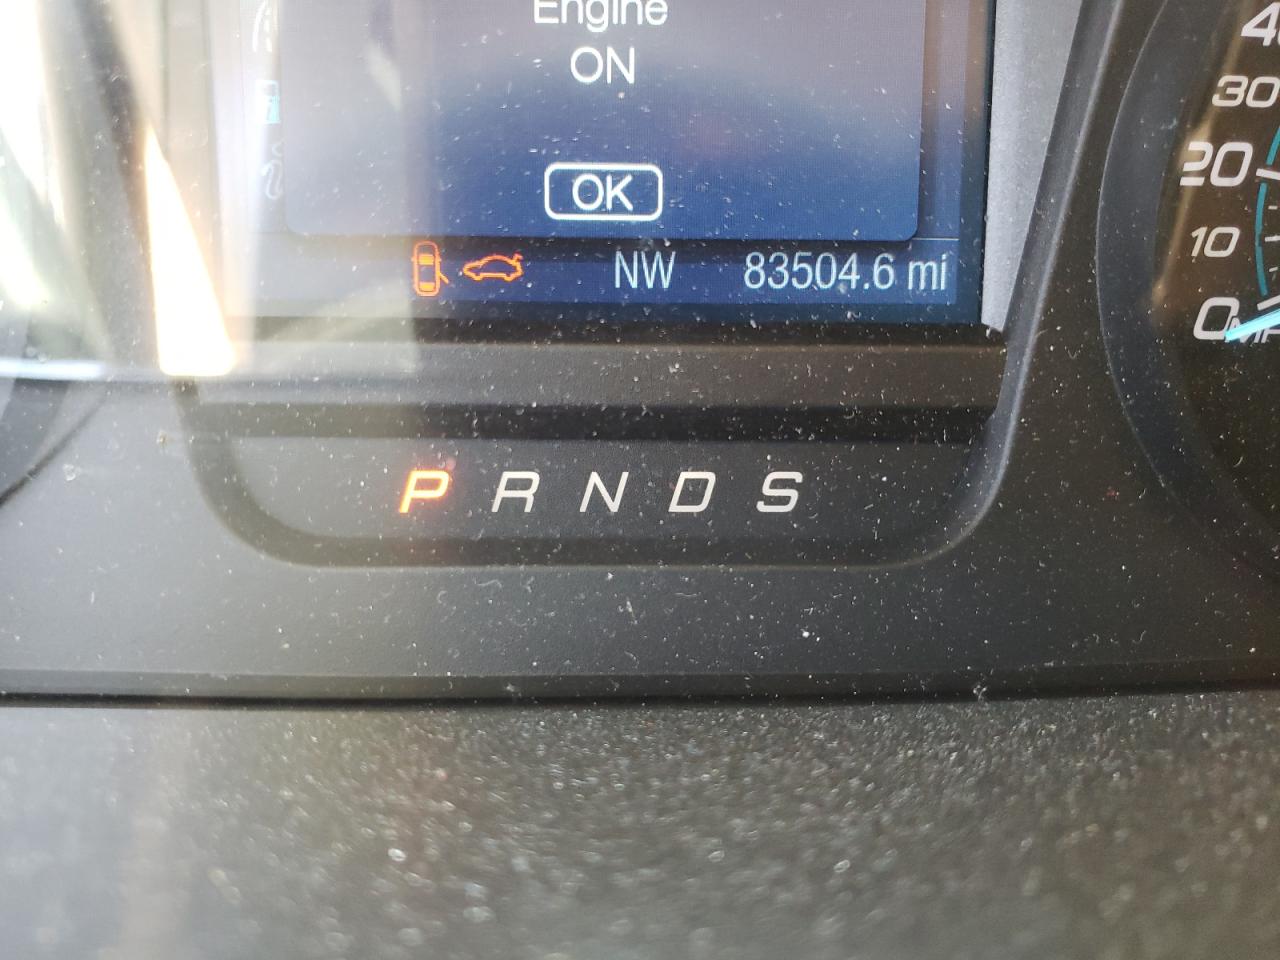 Engine
ON
OK
NW 83504.6 mi
P R N D S
30
20
10
0